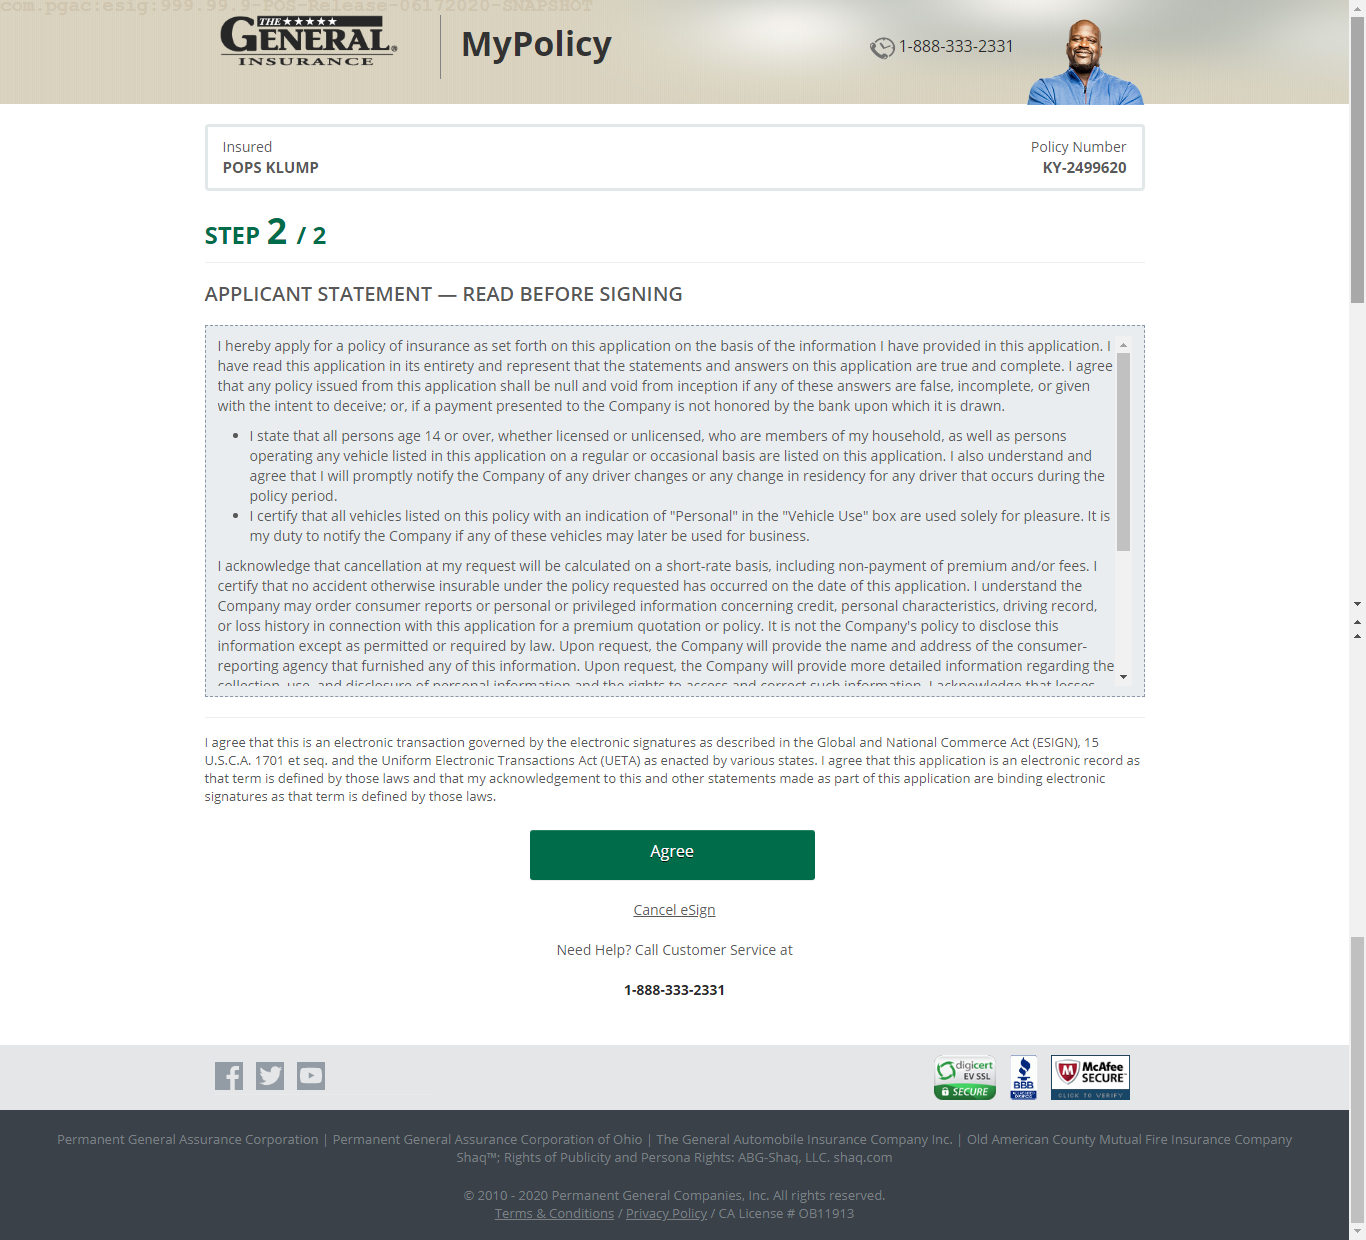 com.pgac:esig:999.99.9-POS-Release-06172020-SNAPSHOT
THE
GENERAL®
INSURANCE
MyPolicy
1-888-333-2331
Insured
Policy Number
POPS KLUMP
KY-2499620
STEP 2 / 2
APPLICANT STATEMENT — READ BEFORE SIGNING
I hereby apply for a policy of insurance as set forth on this application on the basis of the information I have provided in this application. I
have read this application in its entirety and represent that the statements and answers on this application are true and complete. I agree
that any policy issued from this application shall be null and void from inception if any of these answers are false, incomplete, or given
with the intent to deceive; or, if a payment presented to the Company is not honored by the bank upon which it is drawn.
• I state that all persons age 14 or over, whether licensed or unlicensed, who are members of my household, as well as persons
operating any vehicle listed in this application on a regular or occasional basis are listed on this application. I also understand and
agree that I will promptly notify the Company of any driver changes or any change in residency for any driver that occurs during the
policy period.
• I certify that all vehicles listed on this policy with an indication of "Personal" in the "Vehicle Use" box are used solely for pleasure. It is
my duty to notify the Company if any of these vehicles may later be used for business.
I acknowledge that cancellation at my request will be calculated on a short-rate basis, including non-payment of premium and/or fees. I
certify that no accident otherwise insurable under the policy requested has occurred on the date of this application. I understand the
Company may order consumer reports or personal or privileged information concerning credit, personal characteristics, driving record,
or loss history in connection with this application for a premium quotation or policy. It is not the Company's policy to disclose this
information except as permitted or required by law. Upon request, the Company will provide the name and address of the consumer-
reporting agency that furnished any of this information. Upon request, the Company will provide more detailed information regarding the
collection, use, and disclosure of personal information and the rights to access and correct such information. I acknowledge that losses
I agree that this is an electronic transaction governed by the electronic signatures as described in the Global and National Commerce Act (ESIGN), 15
U.S.C.A. 1701 et seq. and the Uniform Electronic Transactions Act (UETA) as enacted by various states. I agree that this application is an electronic record as
that term is defined by those laws and that my acknowledgement to this and other statements made as part of this application are binding electronic
signatures as that term is defined by those laws.
Agree
Cancel eSign
Need Help? Call Customer Service at
1-888-333-2331
digicert
EV SSL
SECURE
BBB
McAfee
SECURE™
CLICK TO VERIFY
Permanent General Assurance Corporation | Permanent General Assurance Corporation of Ohio | The General Automobile Insurance Company Inc. | Old American County Mutual Fire Insurance Company
Shaq™; Rights of Publicity and Persona Rights: ABG-Shaq, LLC. shaq.com
© 2010 - 2020 Permanent General Companies, Inc. All rights reserved.
Terms & Conditions / Privacy Policy / CA License # OB11913